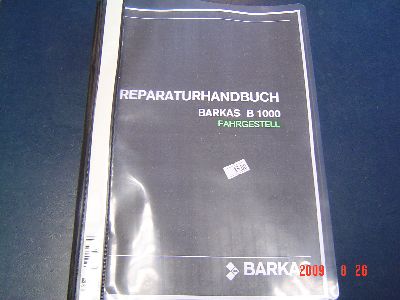 REPARATURHANDBUCH
BARKAS B 1000
FAHRGESTELL
BARKAS
2009 8 26